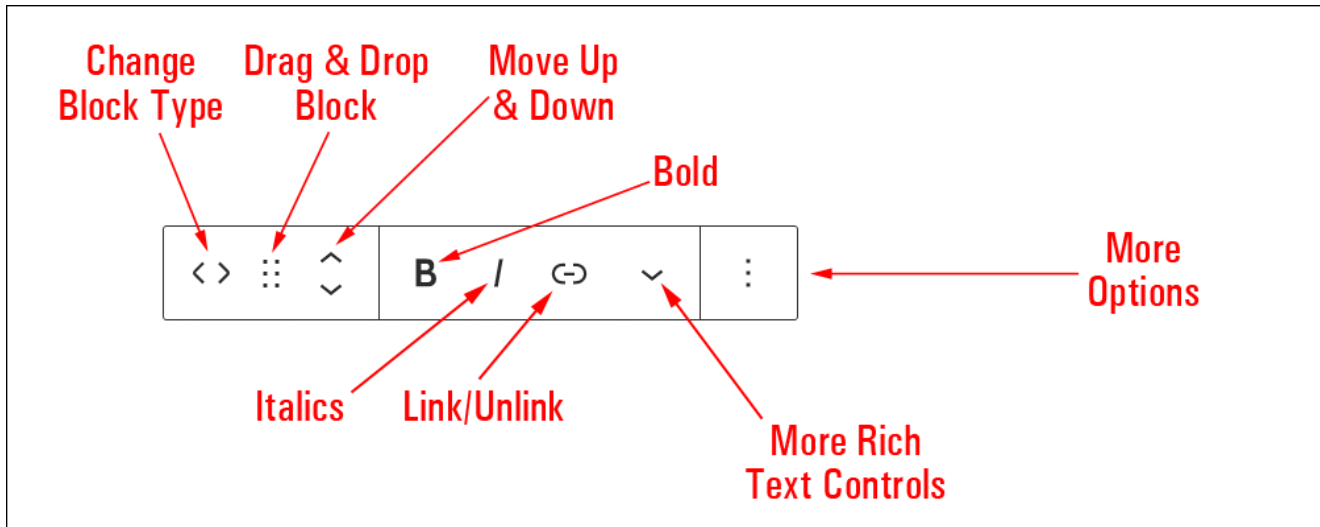 Change
Block Type
Drag & Drop
Block
Move Up
& Down
Bold
B
I
More
Options
Italics
Link/Unlink
More Rich
Text Controls